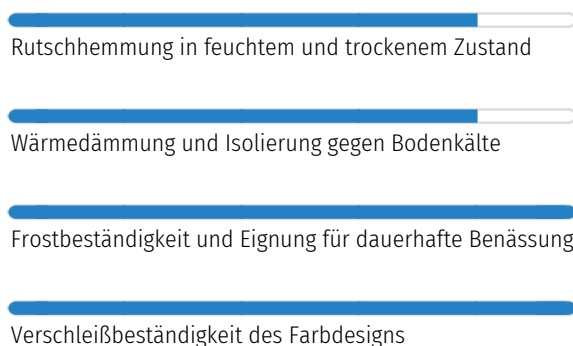 Rutschhemmung in feuchtem und trockenem Zustand
Wärmedämmung und Isolierung gegen Bodenkälte
Frostbeständigkeit und Eignung für dauerhafte Benässung
Verschleißbeständigkeit des Farbdesigns